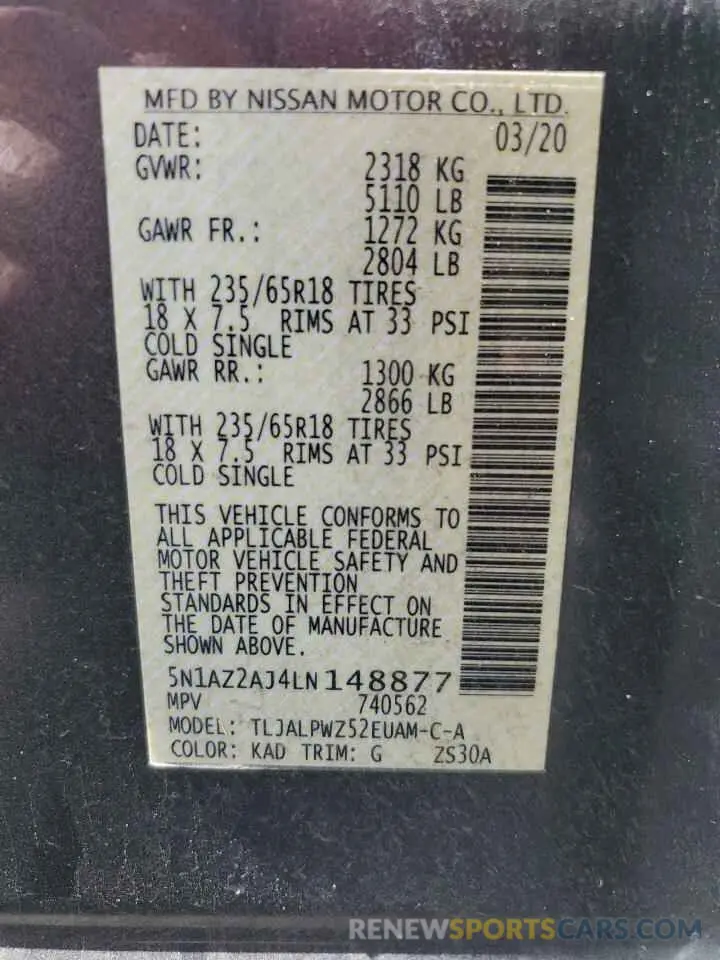 MFD BY NISSAN MOTOR CO., LTD.
DATE: 03/20
GVWR: 2318 KG
5110 LB
GAWR FR.: 1272 KG
2804 LB
WITH 235/65R18 TIRES
18 X 7.5 RIMS AT 33 PSI
COLD SINGLE
GAWR RR.: 1300 KG
2866 LB
WITH 235/65R18 TIRES
18 X 7.5 RIMS AT 33 PSI
COLD SINGLE
THIS VEHICLE CONFORMS TO
ALL APPLICABLE FEDERAL
MOTOR VEHICLE SAFETY AND
THEFT PREVENTION
STANDARDS IN EFFECT ON
THE DATE OF MANUFACTURE
SHOWN ABOVE.
5N1AZ2AJ4LN148877
MPV 740562
MODEL: TLJALPWZ52EUAM-C-A
COLOR: KAD TRIM: G ZS30A
RENEWSPORTSCARS.COM